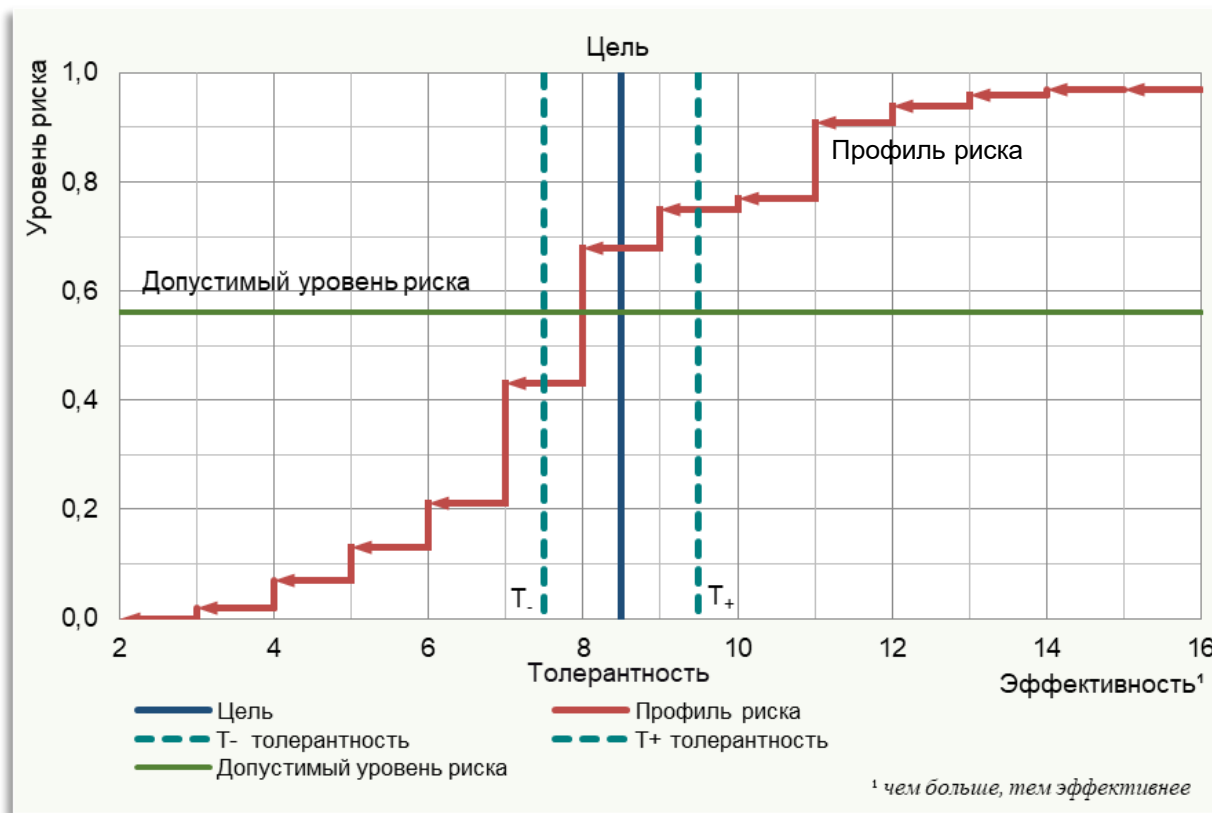 Цель
Уровень риска
1,0
0,8
0,6
0,4
0,2
0,0
Профиль риска
Допустимый уровень риска
T-
T+
2 4 6 8 10 12 14 16
Толерантность
Эффективность¹
Цель
Профиль риска
Т- толерантность
Т+ толерантность
Допустимый уровень риска
¹ чем больше, тем эффективнее